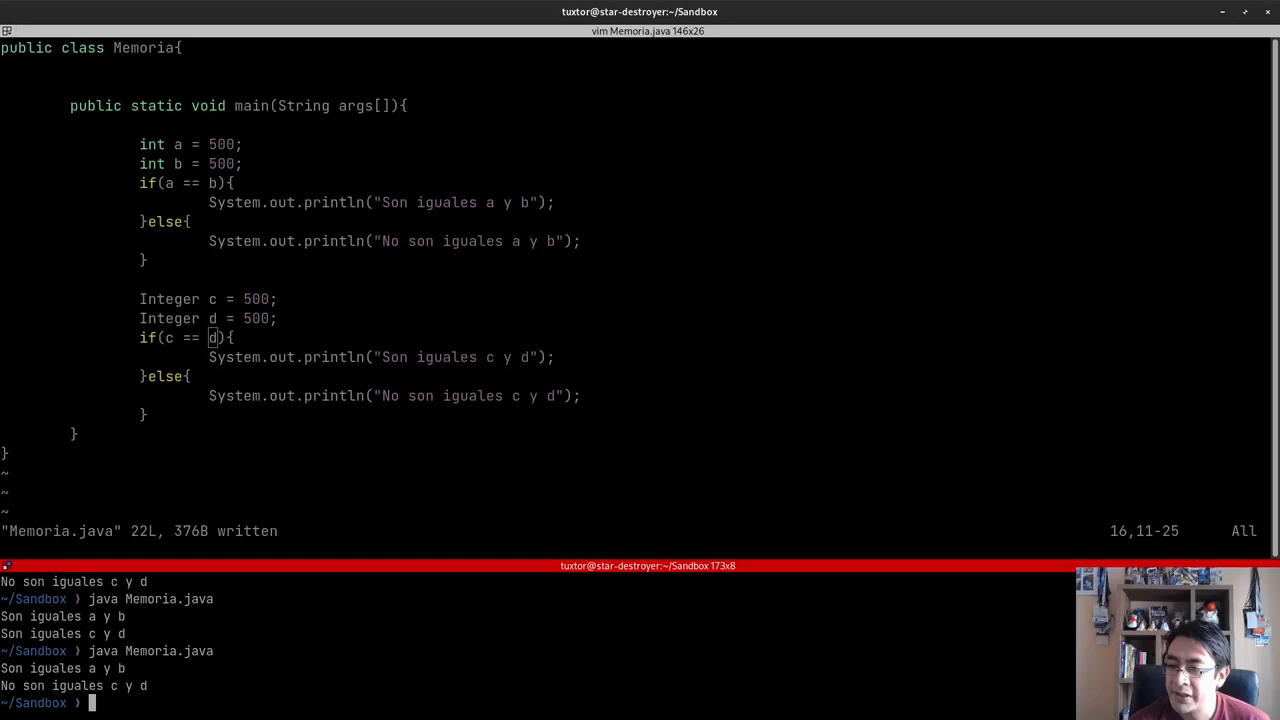 tuxtor@star-destroyer:~/Sandbox
vim Memoria.java 146x26
public class Memoria{
public static void main(String args[]){
int a = 500;
int b = 500;
if(a == b){
System.out.println("Son iguales a y b");
}else{
System.out.println("No son iguales a y b");
}
Integer c = 500;
Integer d = 500;
if(c == d){
System.out.println("Son iguales c y d");
}else{
System.out.println("No son iguales c y d");
}
}
}
~
~
~
"Memoria.java" 22L, 376B written 16,11-25 All
tuxtor@star-destroyer:~/Sandbox 173x8
No son iguales c y d
~/Sandbox ❯ java Memoria.java
Son iguales a y b
Son iguales c y d
~/Sandbox ❯ java Memoria.java
Son iguales a y b
No son iguales c y d
~/Sandbox ❯